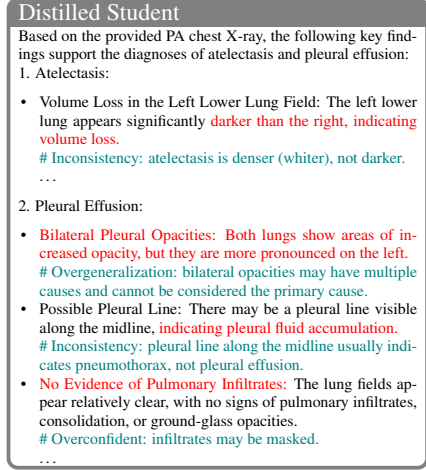 Distilled Student
Based on the provided PA chest X-ray, the following key find-
ings support the diagnoses of atelectasis and pleural effusion:
1. Atelectasis:
• Volume Loss in the Left Lower Lung Field: The left lower
lung appears significantly darker than the right, indicating
volume loss.
# Inconsistency: atelectasis is denser (whiter), not darker.
...
2. Pleural Effusion:
• Bilateral Pleural Opacities: Both lungs show areas of in-
creased opacity, but they are more pronounced on the left.
# Overgeneralization: bilateral opacities may have multiple
causes and cannot be considered the primary cause.
• Possible Pleural Line: There may be a pleural line visible
along the midline, indicating pleural fluid accumulation.
# Inconsistency: pleural line along the midline usually indi-
cates pneumothorax, not pleural effusion.
• No Evidence of Pulmonary Infiltrates: The lung fields ap-
pear relatively clear, with no signs of pulmonary infiltrates,
consolidation, or ground-glass opacities.
# Overconfident: infiltrates may be masked.
...